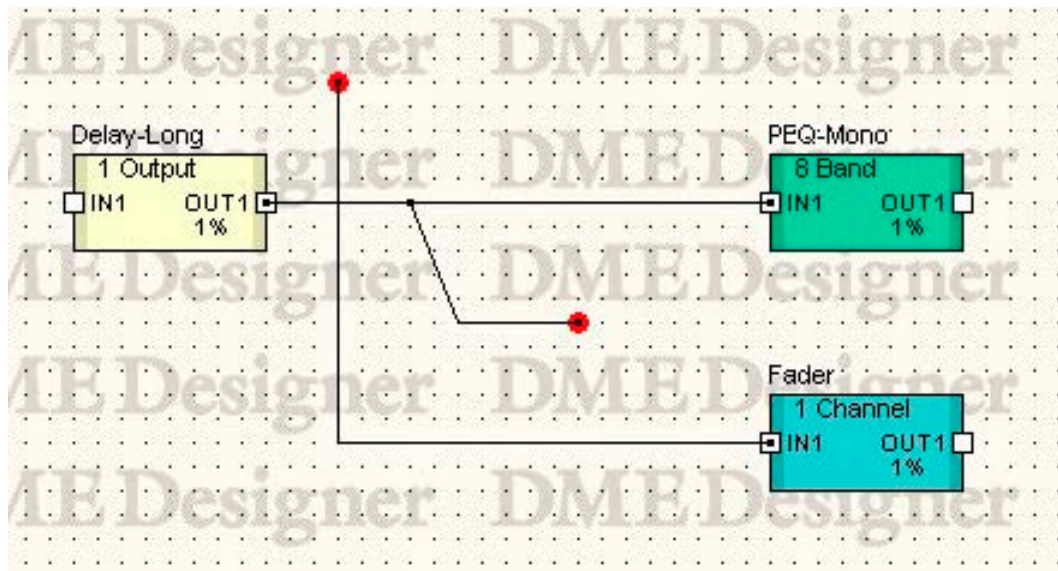 DME Designer DME Designer
Delay-Long
1 Output
IN1 OUT1
1%
PEQ-Mono
8 Band
IN1 OUT1
1%
Fader
1 Channel
IN1 OUT1
1%